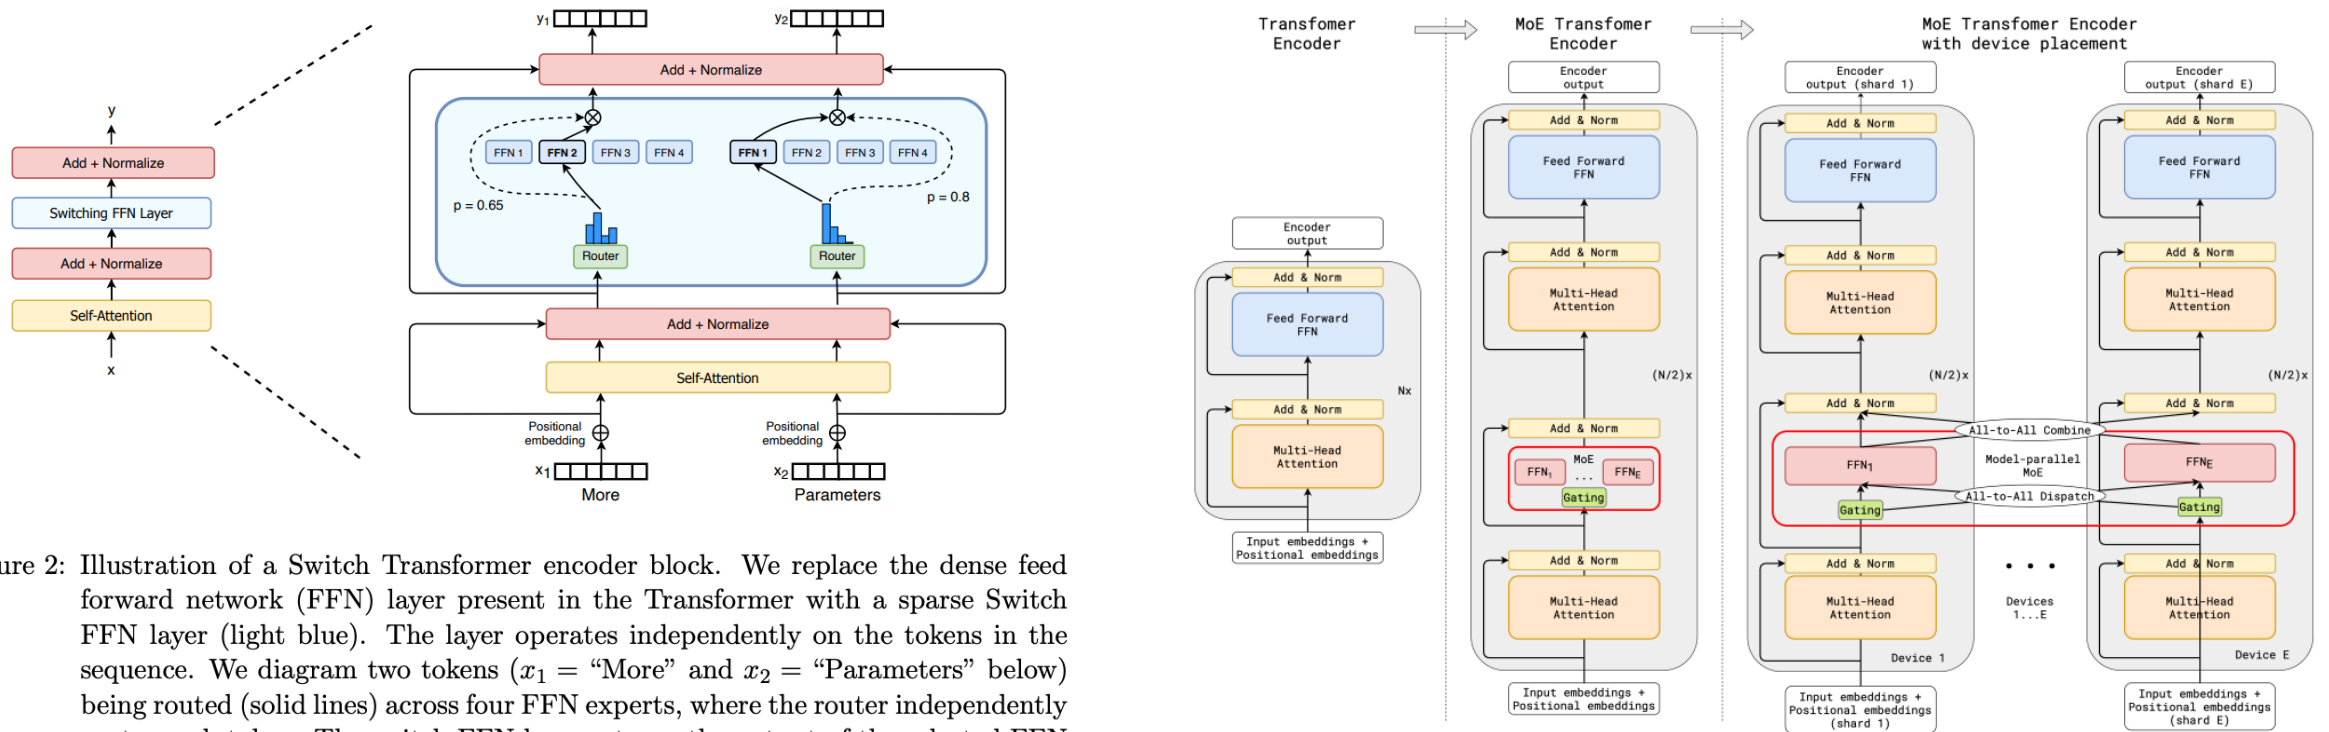 y
Add + Normalize
Switching FFN Layer
Add + Normalize
Self-Attention
x
y1
y2
Add + Normalize
FFN 1
FFN 2
FFN 3
FFN 4
FFN 1
FFN 2
FFN 3
FFN 4
p = 0.65
p = 0.8
Router
Router
Add + Normalize
Self-Attention
Positional
embedding
Positional
embedding
x1
x2
More
Parameters
ure 2: Illustration of a Switch Transformer encoder block. We replace the dense feed
forward network (FFN) layer present in the Transformer with a sparse Switch
FFN layer (light blue). The layer operates independently on the tokens in the
sequence. We diagram two tokens (x1 = “More” and x2 = “Parameters” below)
being routed (solid lines) across four FFN experts, where the router independently
Transfomer
Encoder
Encoder
output
Add & Norm
Feed Forward
FFN
Nx
Add & Norm
Multi-Head
Attention
Input embeddings +
Positional embeddings
MoE Transfomer
Encoder
Encoder
output
Add & Norm
Feed Forward
FFN
Add & Norm
Multi-Head
Attention
(N/2)x
Add & Norm
MoE
FFN1
...
FFNE
Gating
Add & Norm
Multi-Head
Attention
Input embeddings +
Positional embeddings
MoE Transfomer Encoder
with device placement
Encoder
output (shard 1)
Add & Norm
Feed Forward
FFN
Add & Norm
Multi-Head
Attention
(N/2)x
Add & Norm
FFN1
Gating
Add & Norm
Multi-Head
Attention
Device 1
Input embeddings +
Positional embeddings
(shard 1)
All-to-All Combine
Model-parallel
MoE
All-to-All Dispatch
Devices
1...E
Encoder
output (shard E)
Add & Norm
Feed Forward
FFN
Add & Norm
Multi-Head
Attention
(N/2)x
Add & Norm
FFNE
Gating
Add & Norm
Multi-Head
Attention
Device E
Input embeddings +
Positional embeddings
(shard E)